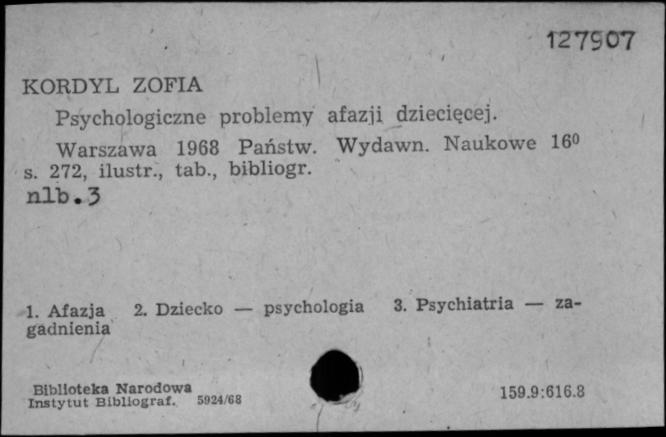 127907
KORDYL ZOFIA
Psychologiczne problemy afazji dziecięcej.
Warszawa 1968 Państw. Wydawn. Naukowe 16⁰
s. 272, ilustr., tab., bibliogr.
nlb.3
1. Afazja 2. Dziecko — psychologia 3. Psychiatria — za-
gadnienia
Biblioteka Narodowa
Instytut Bibliograf. 5924/68
159.9:616.8